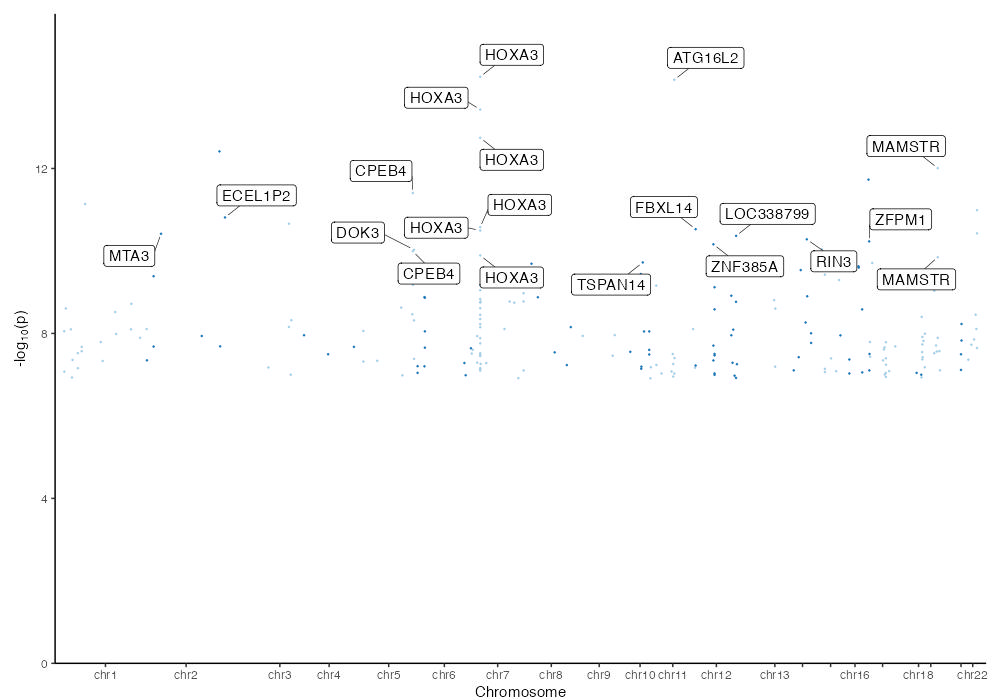 HOXA3
ATG16L2
HOXA3
MAMSTR
HOXA3
12
CPEB4
ECEL1P2
HOXA3
FBXL14
LOC338799
ZFPM1
HOXA3
DOK3
MTA3
RIN3
ZNF385A
CPEB4
HOXA3
TSPAN14
MAMSTR
-log10(p)
8
4
0
chr1 chr2 chr3 chr4 chr5 chr6 chr7 chr8 chr9 chr10 chr11 chr12 chr13 chr16 chr18 chr22
Chromosome